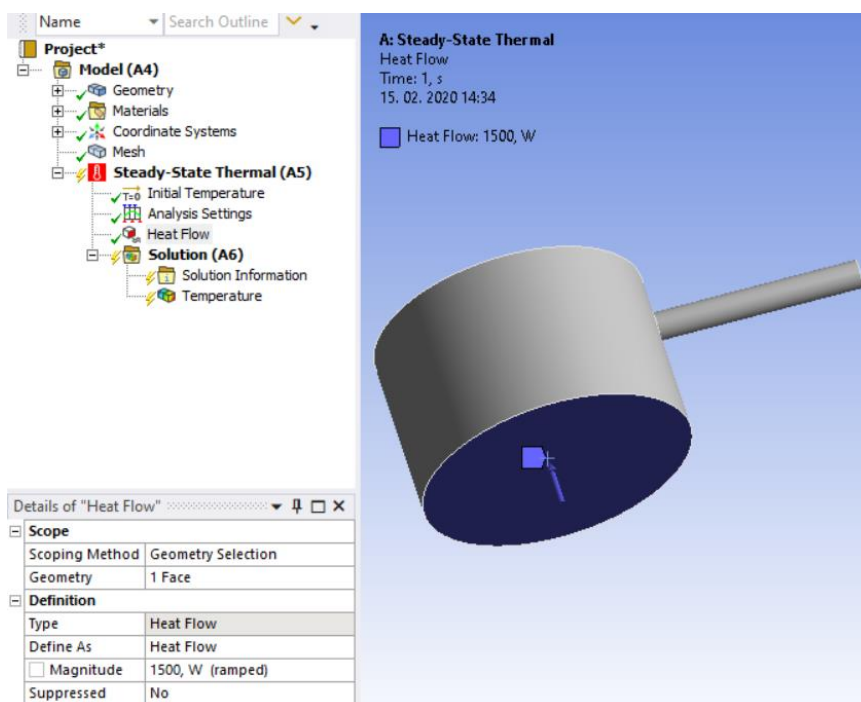 Name Search Outline
Project*
Model (A4)
Geometry
Materials
Coordinate Systems
Mesh
Steady-State Thermal (A5)
T=0 Initial Temperature
Analysis Settings
Heat Flow
Solution (A6)
Solution Information
Temperature
A: Steady-State Thermal
Heat Flow
Time: 1, s
15. 02. 2020 14:34
Heat Flow: 1500, W
Details of "Heat Flow"
Scope
Scoping Method Geometry Selection
Geometry 1 Face
Definition
Type Heat Flow
Define As Heat Flow
Magnitude 1500, W (ramped)
Suppressed No